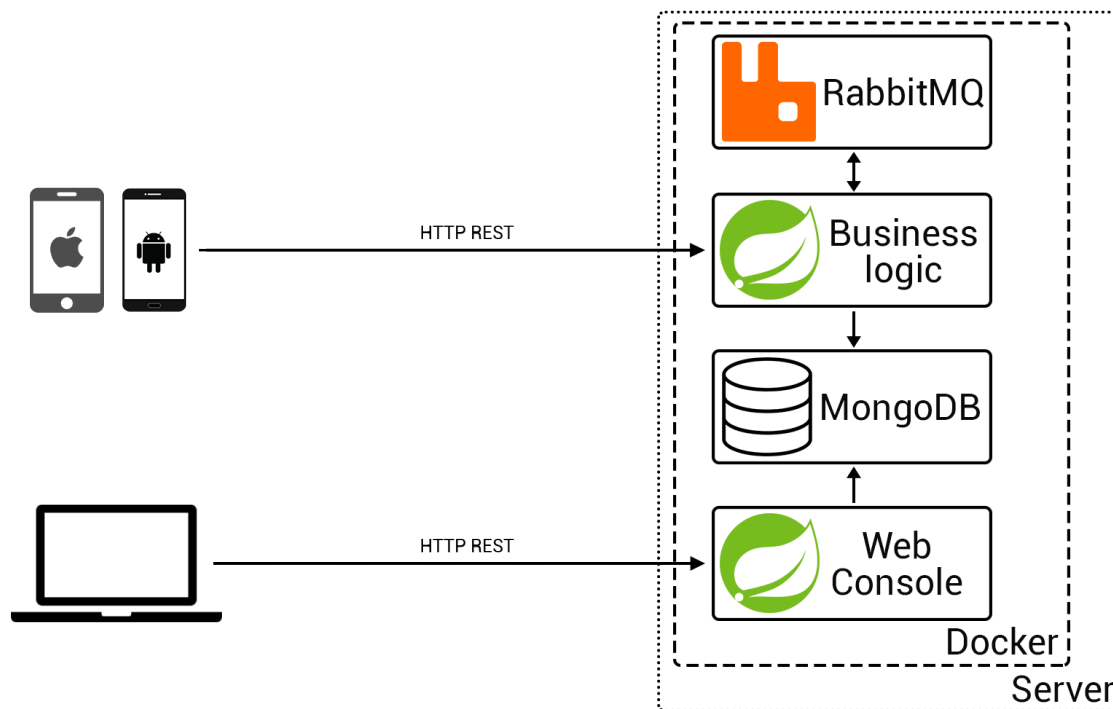 RabbitMQ
HTTP REST
Business
logic
MongoDB
HTTP REST
Web
Console
Docker
Server